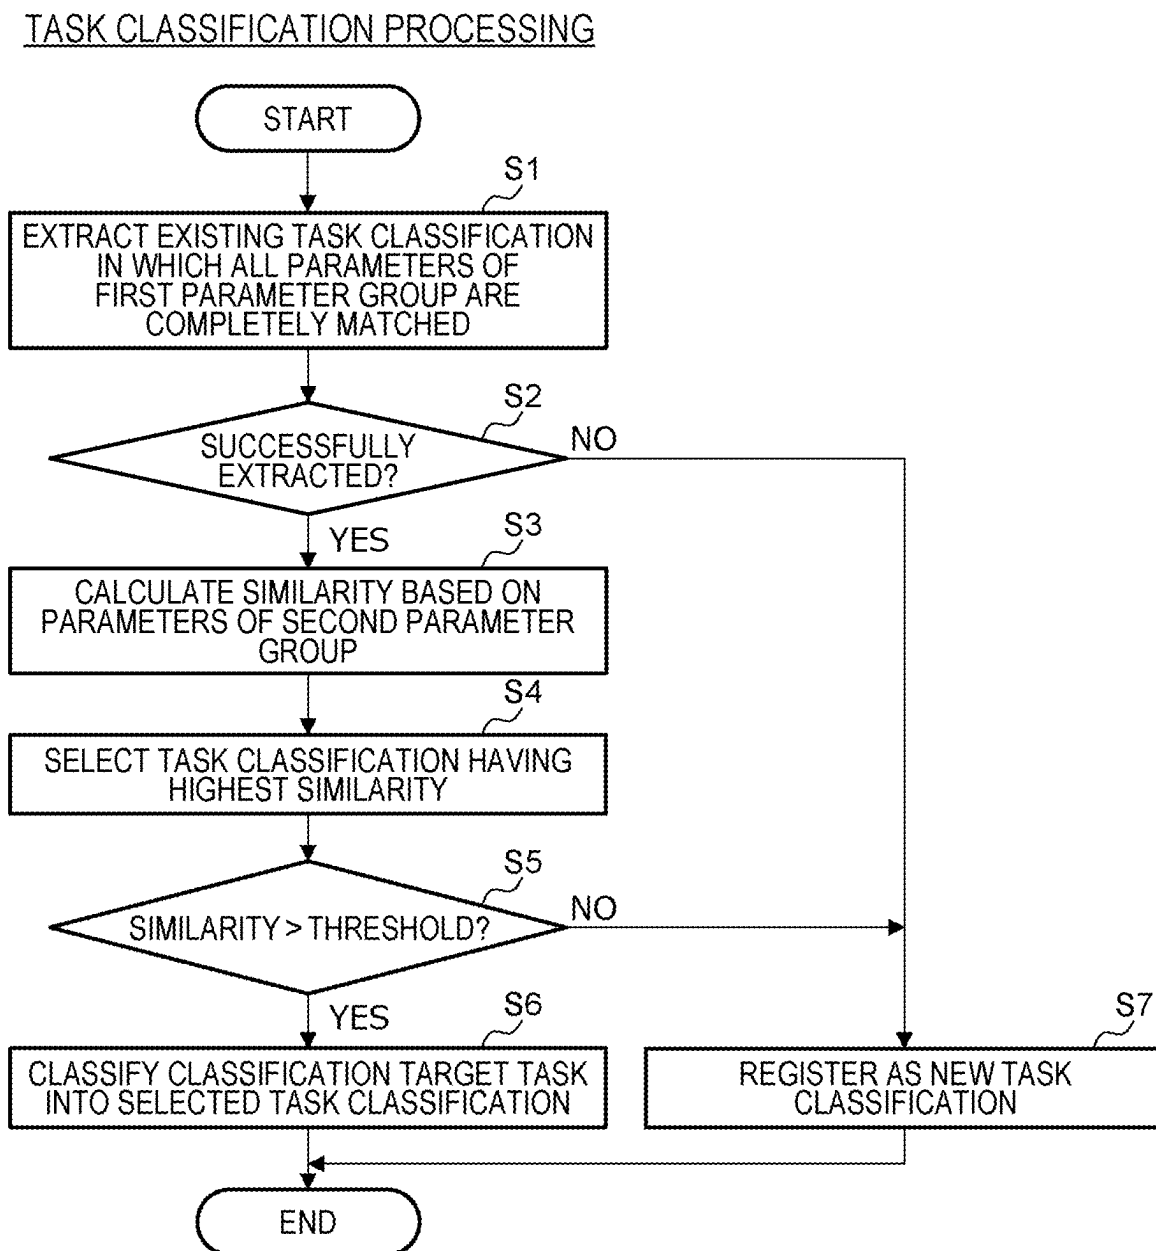 TASK CLASSIFICATION PROCESSING
START
S1
EXTRACT EXISTING TASK CLASSIFICATION
IN WHICH ALL PARAMETERS OF
FIRST PARAMETER GROUP ARE
COMPLETELY MATCHED
S2
SUCCESSFULLY
EXTRACTED?
NO
YES
S3
CALCULATE SIMILARITY BASED ON
PARAMETERS OF SECOND PARAMETER
GROUP
S4
SELECT TASK CLASSIFICATION HAVING
HIGHEST SIMILARITY
S5
SIMILARITY > THRESHOLD?
NO
YES
S6
CLASSIFY CLASSIFICATION TARGET TASK
INTO SELECTED TASK CLASSIFICATION
S7
REGISTER AS NEW TASK
CLASSIFICATION
END